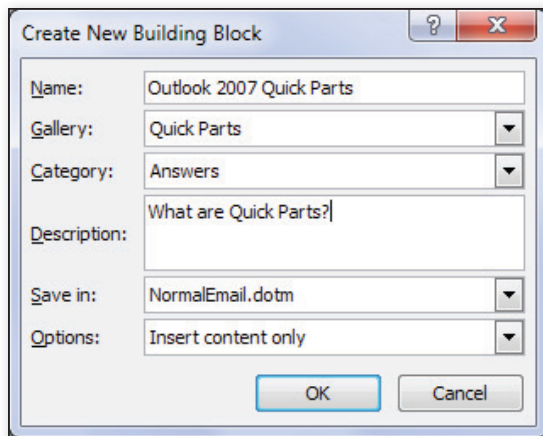 Create New Building Block
?
Name: Outlook 2007 Quick Parts
Gallery: Quick Parts
Category: Answers
Description: What are Quick Parts?
Save in: NormalEmail.dotm
Options: Insert content only
OK Cancel